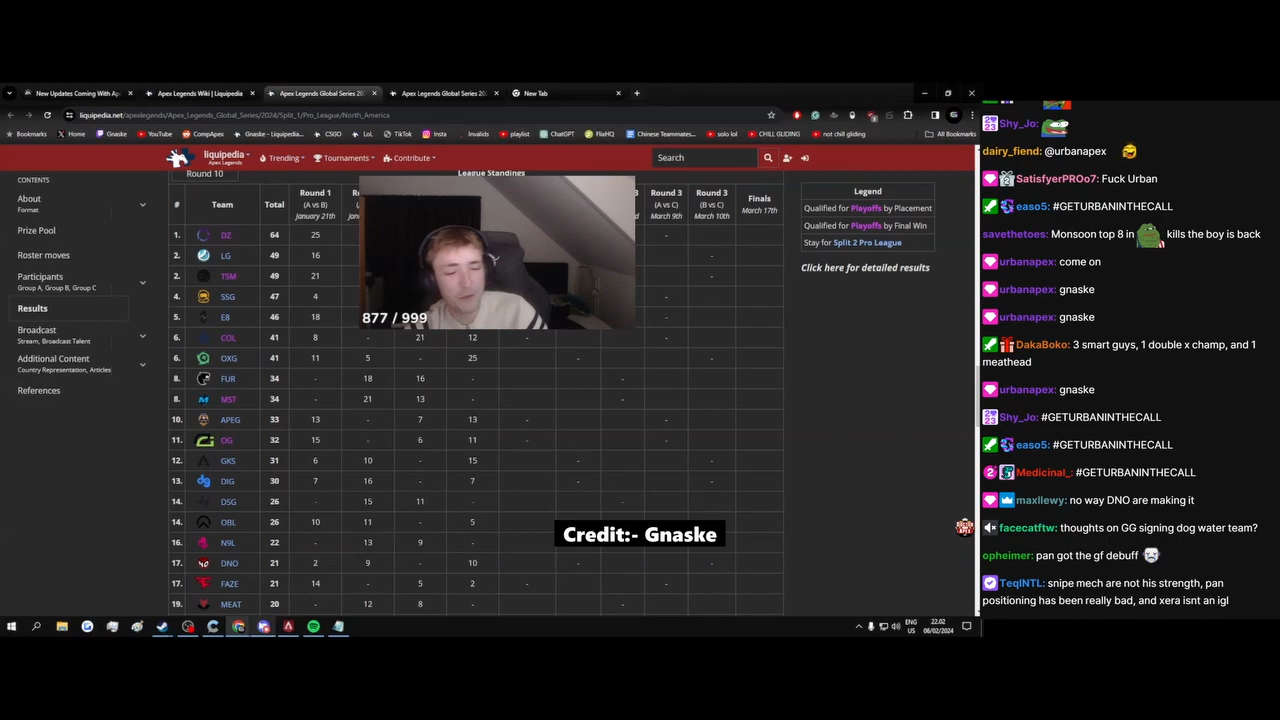 New Updates Coming With Ap
Apex Legends Wiki | Liquipedia
Apex Legends Global Series 202
Apex Legends Global Series 202
New Tab
liquipedia.net/apexlegends/Apex_Legends_Global_Series/2024/Split_1/Pro_League/North_America
Bookmarks
Home
Gnaske
CompApex
Gnaske - Liquipedia...
CSGO
LoL
TikTok
Insta
Invalids
playlist
ChatGPT
FlixHQ
Chinese Teammates...
solo lol
CHILL GLIDING
not chill gliding
All Bookmarks
liquipedia
Apex Legends
Trending
Tournaments
Contribute
Search
CONTENTS
About
Format
Prize Pool
Roster moves
Participants
Group A, Group B, Group C
Results
Broadcast
Stream, Broadcast Talent
Additional Content
Country Representation, Articles
References
Round 10
League Standings
# Team Total Round 1 (A vs B) January 21th Round 3 (A vs C) March 9th Round 3 (B vs C) March 10th Finals March 17th
1. DZ 64 25 -
2. LG 49 16 -
2. TSM 49 21 -
4. SSG 47 4 -
5. E8 46 18 -
6. COL 41 8 - 21 12 - -
6. OXG 41 11 5 - 25 - -
8. FUR 34 - 18 16 - -
8. MST 34 - 21 13 - -
10. APEG 33 13 - 7 13 - -
11. OG 32 15 - 6 11 - -
12. GKS 31 6 10 - 15 - -
13. DIG 30 7 16 - 7 - -
14. DSG 26 - 15 11 - -
14. OBL 26 10 11 - 5 - -
16. N9L 22 - 13 9 - -
17. DNO 21 2 9 - 10 - -
17. FAZE 21 14 - 5 2 - -
19. MEAT 20 - 12 8 - -
877 / 999
Credit:- Gnaske
Legend
Qualified for Playoffs by Placement
Qualified for Playoffs by Final Win
Stay for Split 2 Pro League
Click here for detailed results
Shy_Jo:
dairy_fiend: @urbanapex
SatisfyerPROo7: Fuck Urban
easo5: #GETURBANINTHECALL
savethetoes: Monsoon top 8 in kills the boy is back
urbanapex: come on
urbanapex: gnaske
urbanapex: gnaske
DakaBoko: 3 smart guys, 1 double x champ, and 1
meathead
urbanapex: gnaske
Shy_Jo: #GETURBANINTHECALL
easo5: #GETURBANINTHECALL
Medicinal_: #GETURBANINTHECALL
maxllewy: no way DNO are making it
facecatftw: thoughts on GG signing dog water team?
opheimer: pan got the gf debuff
TeqlNTL: snipe mech are not his strength, pan
positioning has been really bad, and xera isnt an igl
ENG
US
22.02
06/02/2024